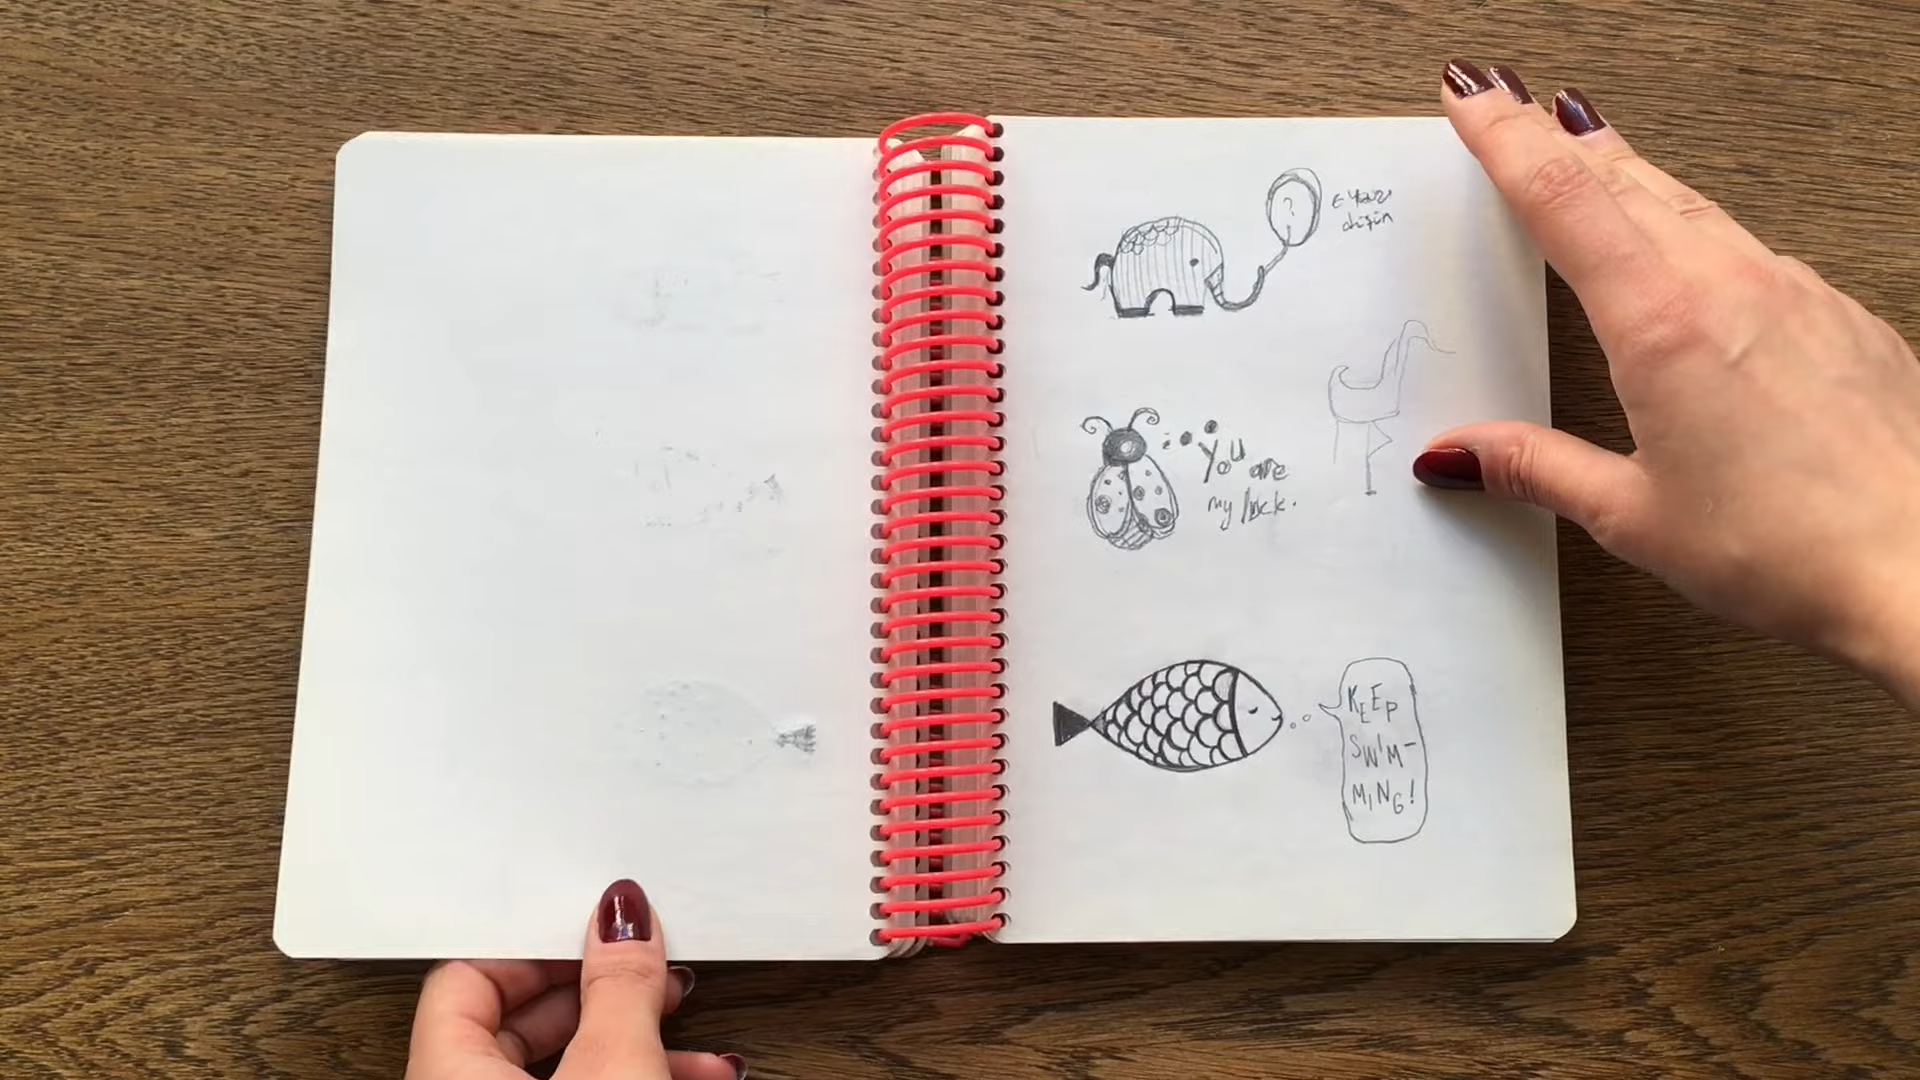 ?
You are
my luck.
KEEP
SWIM-
MING!